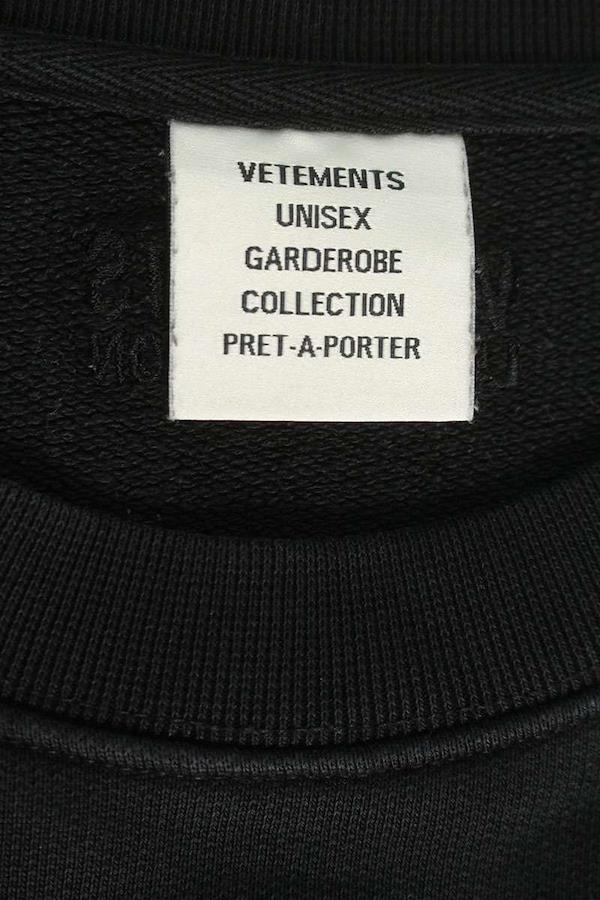 VETEMENTS
UNISEX
GARDEROBE
COLLECTION
PRET-A-PORTER